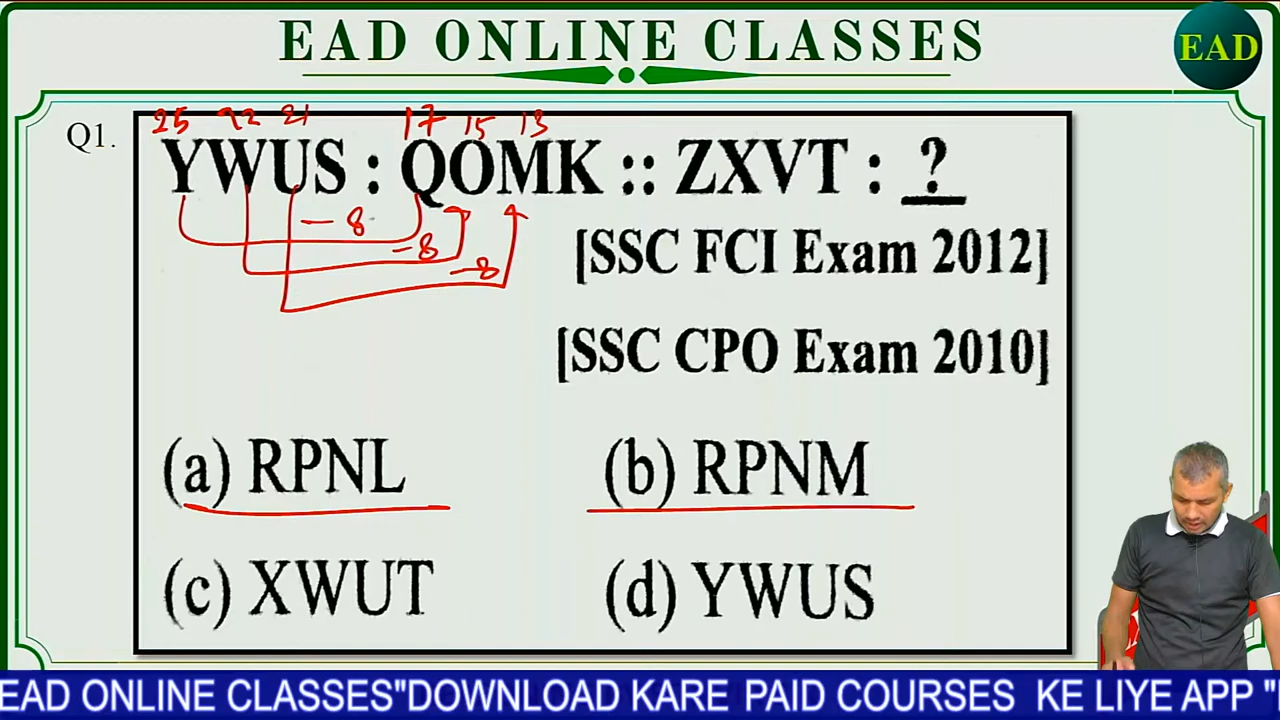 EAD ONLINE CLASSES
EAD
25 22 21 17 15 13
Q1. YWUS : QOMK :: ZXVT : ?
-8
-8
-8
[SSC FCI Exam 2012]
[SSC CPO Exam 2010]
(a) RPNL (b) RPNM
(c) XWUT (d) YWUS
EAD ONLINE CLASSES"DOWNLOAD KARE PAID COURSES KE LIYE APP "